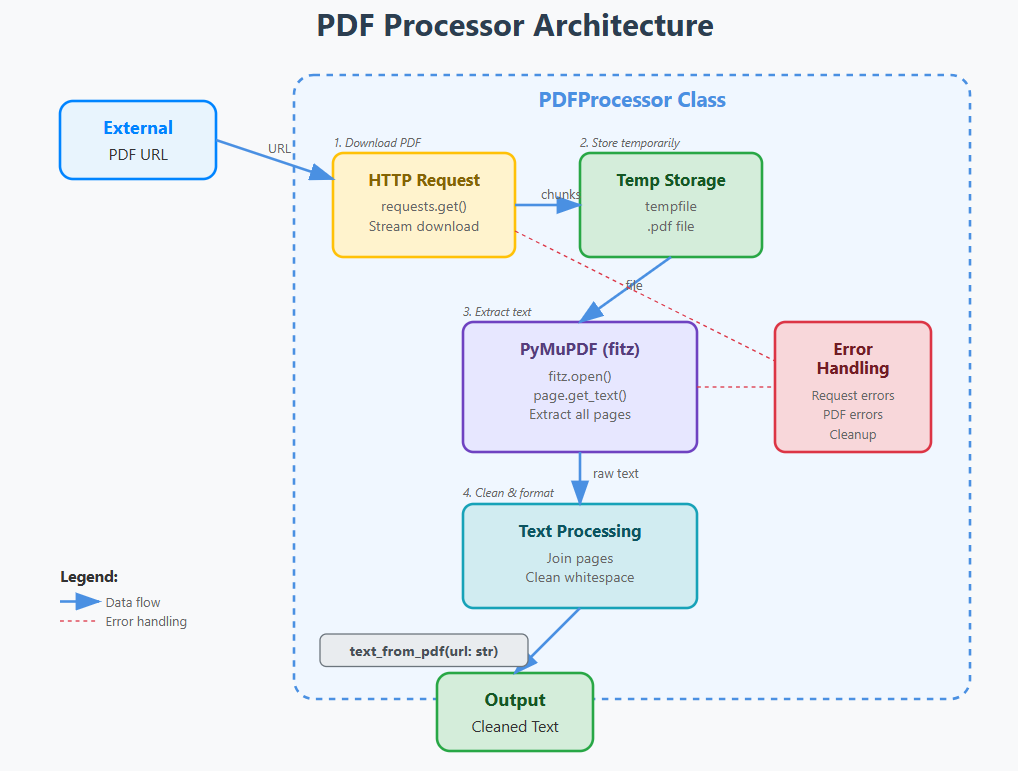 PDF Processor Architecture
PDFProcessor Class
External
PDF URL
URL
1. Download PDF
HTTP Request
requests.get()
Stream download
chunks
2. Store temporarily
Temp Storage
tempfile
.pdf file
file
3. Extract text
PyMuPDF (fitz)
fitz.open()
page.get_text()
Extract all pages
Error
Handling
Request errors
PDF errors
Cleanup
raw text
4. Clean & format
Text Processing
Join pages
Clean whitespace
Legend:
Data flow
Error handling
text_from_pdf(url: str)
Output
Cleaned Text